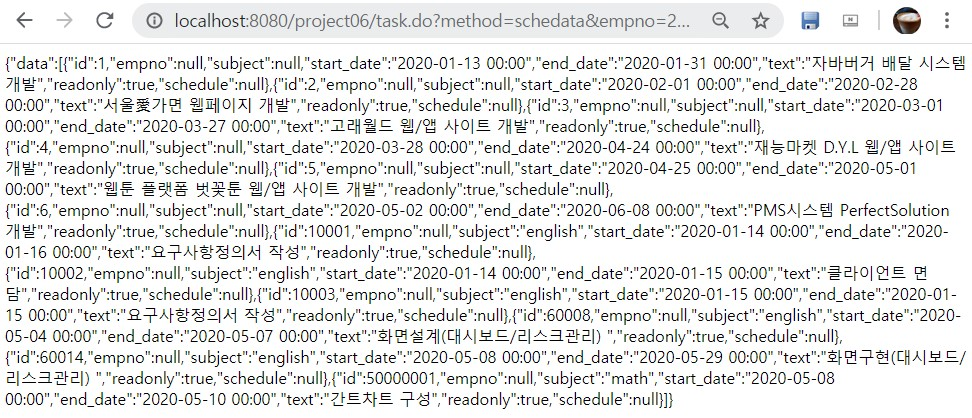 localhost:8080/project06/task.do?method=schedata&empno=2...
{"data":[{"id":1,"empno":null,"subject":null,"start_date":"2020-01-13 00:00","end_date":"2020-01-31 00:00","text":"자바버거 배달 시스템
개발","readonly":true,"schedule":null},{"id":2,"empno":null,"subject":null,"start_date":"2020-02-01 00:00","end_date":"2020-02-28
00:00","text":"서울愛가면 웹페이지 개발","readonly":true,"schedule":null},{"id":3,"empno":null,"subject":null,"start_date":"2020-03-01
00:00","end_date":"2020-03-27 00:00","text":"고래월드 웹/앱 사이트 개발","readonly":true,"schedule":null},
{"id":4,"empno":null,"subject":null,"start_date":"2020-03-28 00:00","end_date":"2020-04-24 00:00","text":"재능마켓 D.Y.L 웹/앱 사이트
개발","readonly":true,"schedule":null},{"id":5,"empno":null,"subject":null,"start_date":"2020-04-25 00:00","end_date":"2020-05-01
00:00","text":"웹툰 플랫폼 벗꽃툰 웹/앱 사이트 개발","readonly":true,"schedule":null},
{"id":6,"empno":null,"subject":null,"start_date":"2020-05-02 00:00","end_date":"2020-06-08 00:00","text":"PMS시스템 PerfectSolution
개발","readonly":true,"schedule":null},{"id":10001,"empno":null,"subject":"english","start_date":"2020-01-14 00:00","end_date":"2020-
01-16 00:00","text":"요구사항정의서 작성","readonly":true,"schedule":null},
{"id":10002,"empno":null,"subject":"english","start_date":"2020-01-14 00:00","end_date":"2020-01-15 00:00","text":"클라이언트 면
담","readonly":true,"schedule":null},{"id":10003,"empno":null,"subject":"english","start_date":"2020-01-15 00:00","end_date":"2020-01-
15 00:00","text":"요구사항정의서 작성","readonly":true,"schedule":null},{"id":60008,"empno":null,"subject":"english","start_date":"2020-
05-04 00:00","end_date":"2020-05-07 00:00","text":"화면설계(대시보드/리스크관리) ","readonly":true,"schedule":null},
{"id":60014,"empno":null,"subject":"english","start_date":"2020-05-08 00:00","end_date":"2020-05-29 00:00","text":"화면구현(대시보드/
리스크관리) ","readonly":true,"schedule":null},{"id":50000001,"empno":null,"subject":"math","start_date":"2020-05-08
00:00","end_date":"2020-05-10 00:00","text":"간트차트 구성","readonly":true,"schedule":null}]}